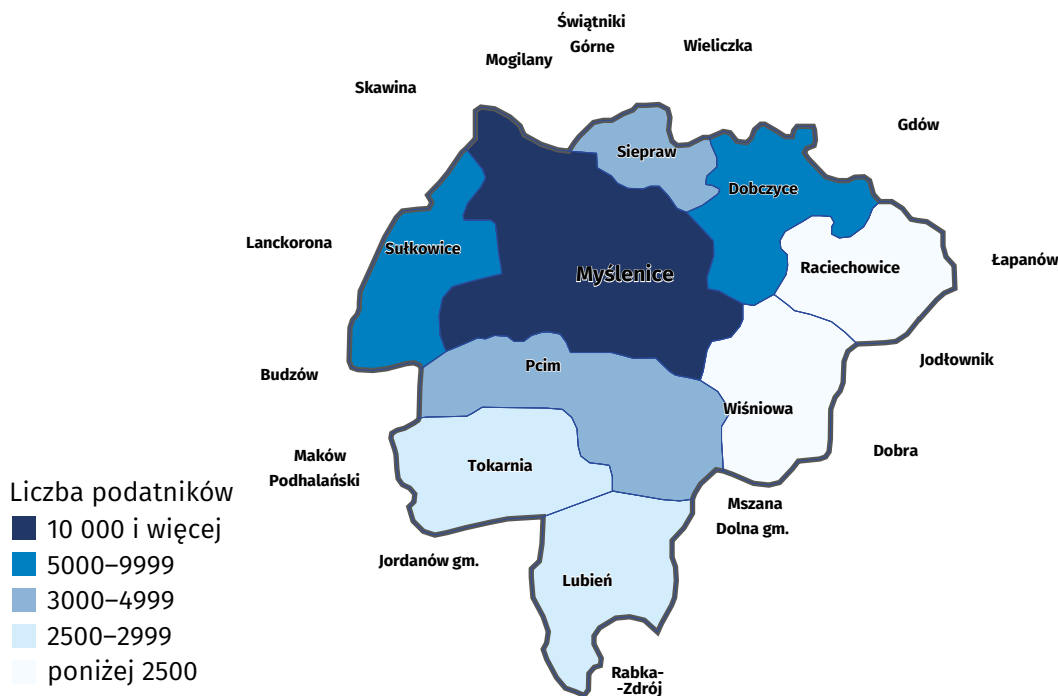 Świątniki
Górne
Wieliczka
Mogilany
Skawina
Gdów
Siepraw
Dobczyce
Lanckorona
Sułkowice
Myślenice
Raciechowice
Łapanów
Budzów
Pcim
Jodłownik
Wiśniowa
Maków
Podhalański
Tokarnia
Dobra
Mszana
Dolna gm.
Jordanów gm.
Lubień
Rabka-
-Zdrój
Liczba podatników
10 000 i więcej
5000–9999
3000–4999
2500–2999
poniżej 2500